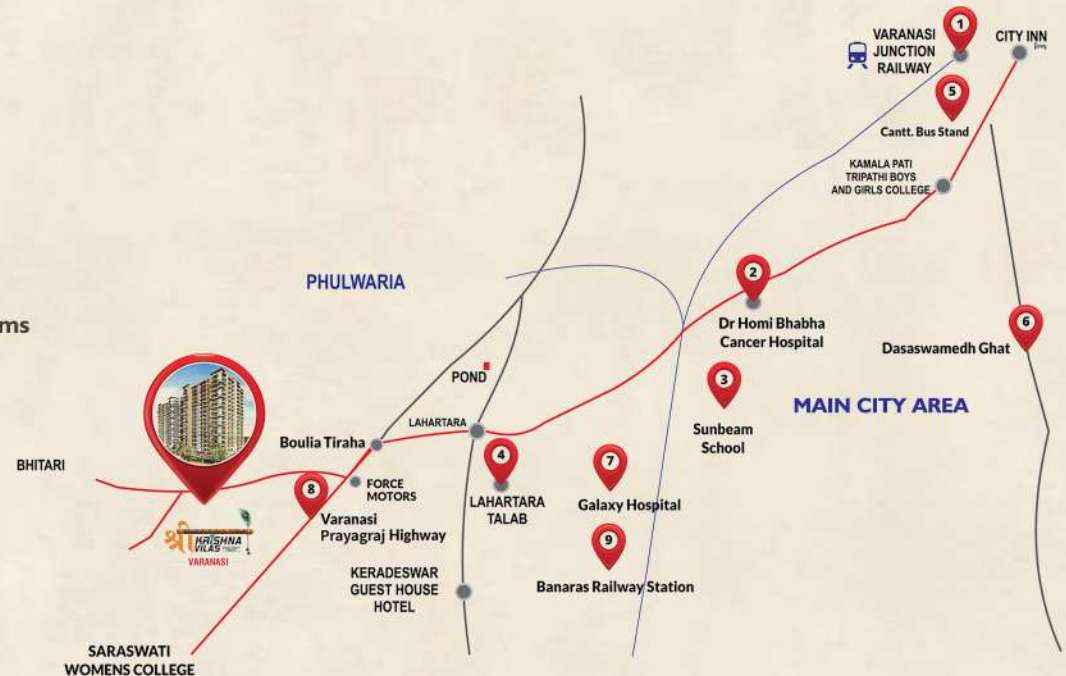 1
VARANASI
JUNCTION
RAILWAY
CITY INN
5
Cantt. Bus Stand
KAMALA PATI
TRIPATHI BOYS
AND GIRLS COLLEGE
PHULWARIA
2
Dr Homi Bhabha
Cancer Hospital
6
Dasaswamedh Ghat
ms
POND
3
Sunbeam
School
MAIN CITY AREA
LAHARTARA
Boulia Tiraha
BHITARI
FORCE
MOTORS
4
LAHARTARA
TALAB
7
Galaxy Hospital
8
Varanasi
Prayagraj Highway
श्री KRISHNA
VILAS
VARANASI
9
Banaras Railway Station
KERADESWAR
GUEST HOUSE
HOTEL
SARASWATI
WOMENS COLLEGE